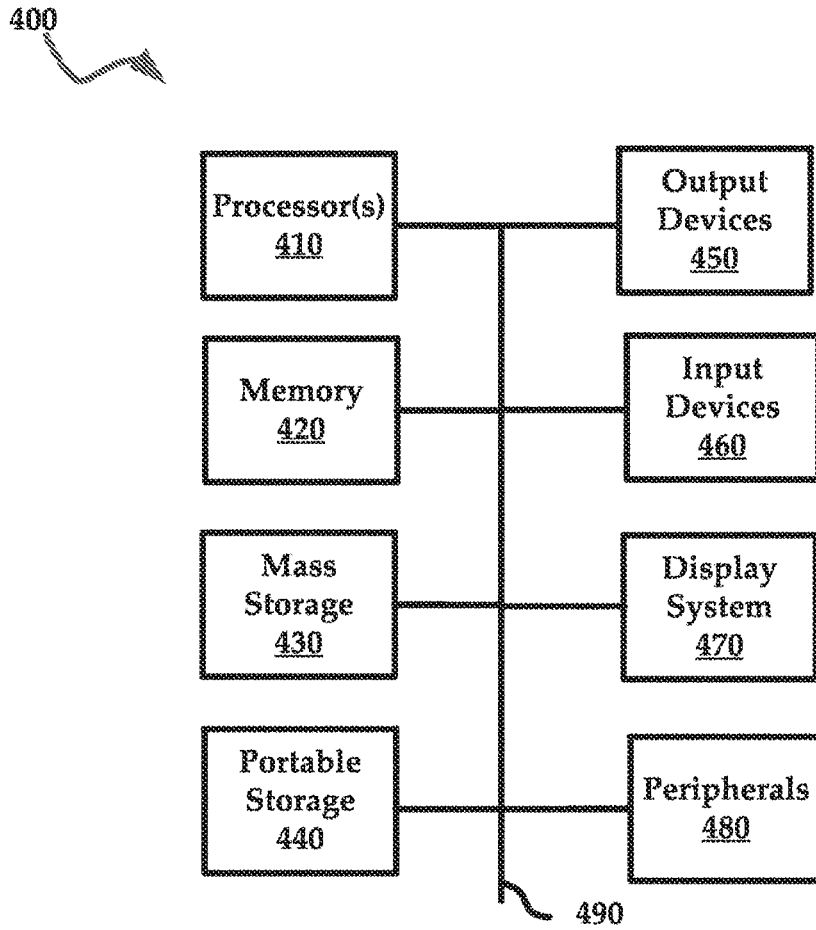 400
Processor(s)
410
Output
Devices
450
Memory
420
Input
Devices
460
Mass
Storage
430
Display
System
470
Portable
Storage
440
Peripherals
480
490